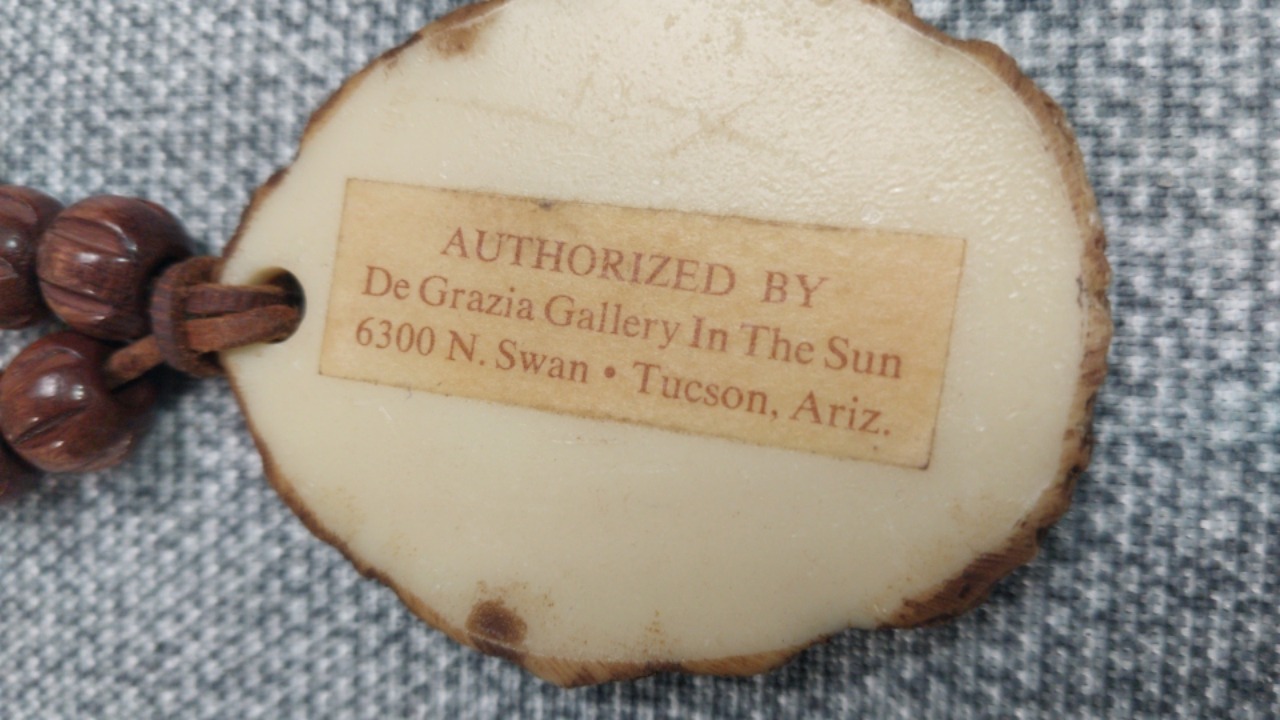 AUTHORIZED BY
De Grazia Gallery In The Sun
6300 N. Swan • Tucson, Ariz.